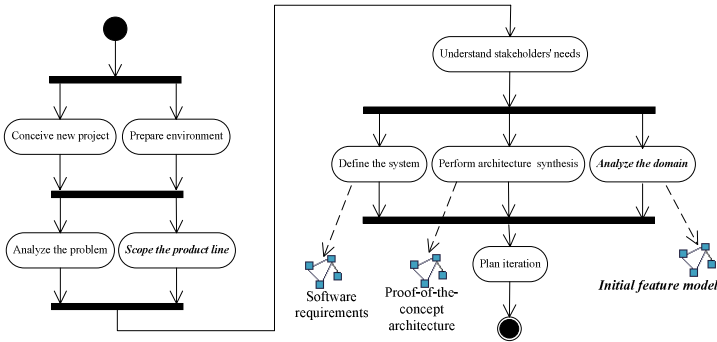 Understand stakeholders' needs
Conceive new project
Prepare environment
Define the system
Perform architecture synthesis
Analyze the domain
Analyze the problem
Scope the product line
Plan iteration
Software
requirements
Proof-of-the-
concept
architecture
Initial feature model